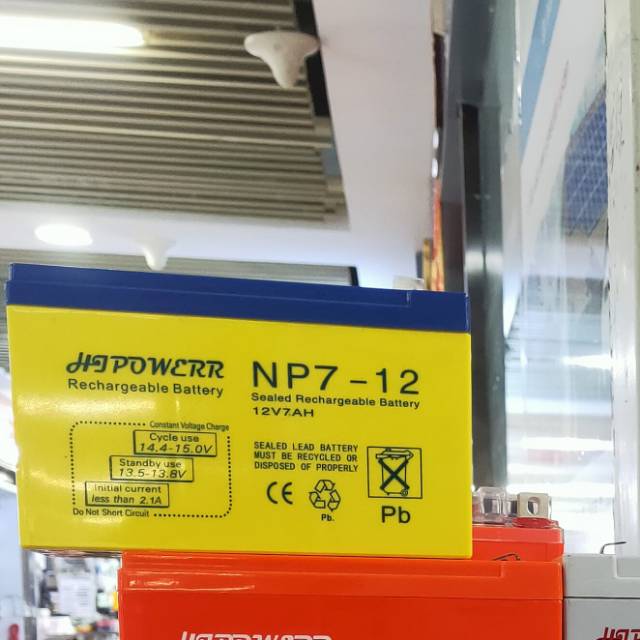 HIPOWERR
Rechargeable Battery
NP7-12
Sealed Rechargeable Battery
12V7AH
Constant Voltage Charge
Cycle use
14.4-15.0V
Standby use
13.5-13.8V
Initial current
less than 2.1A
Do Not Short Circuit
SEALED LEAD BATTERY
MUST BE RECYCLED OR
DISPOSED OF PROPERLY
CE
Pb.
Pb
HIPOWERR